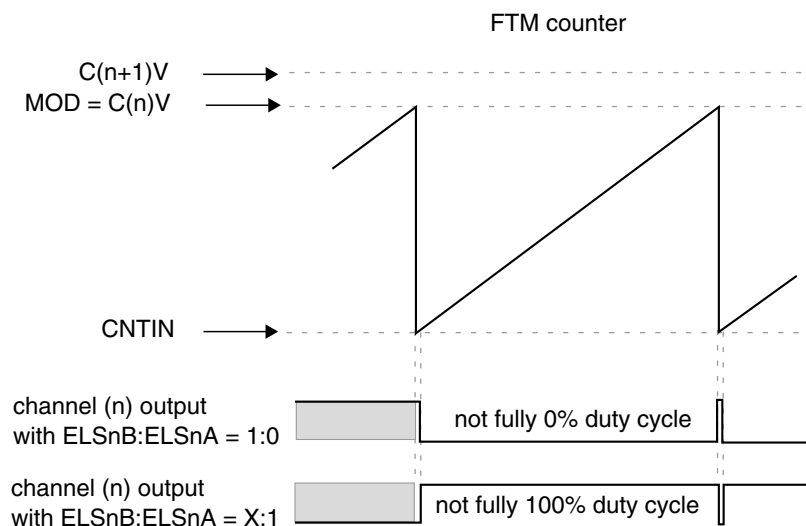 FTM counter
C(n+1)V
MOD = C(n)V
CNTIN
channel (n) output
with ELSnB:ELSnA = 1:0
not fully 0% duty cycle
channel (n) output
with ELSnB:ELSnA = X:1
not fully 100% duty cycle